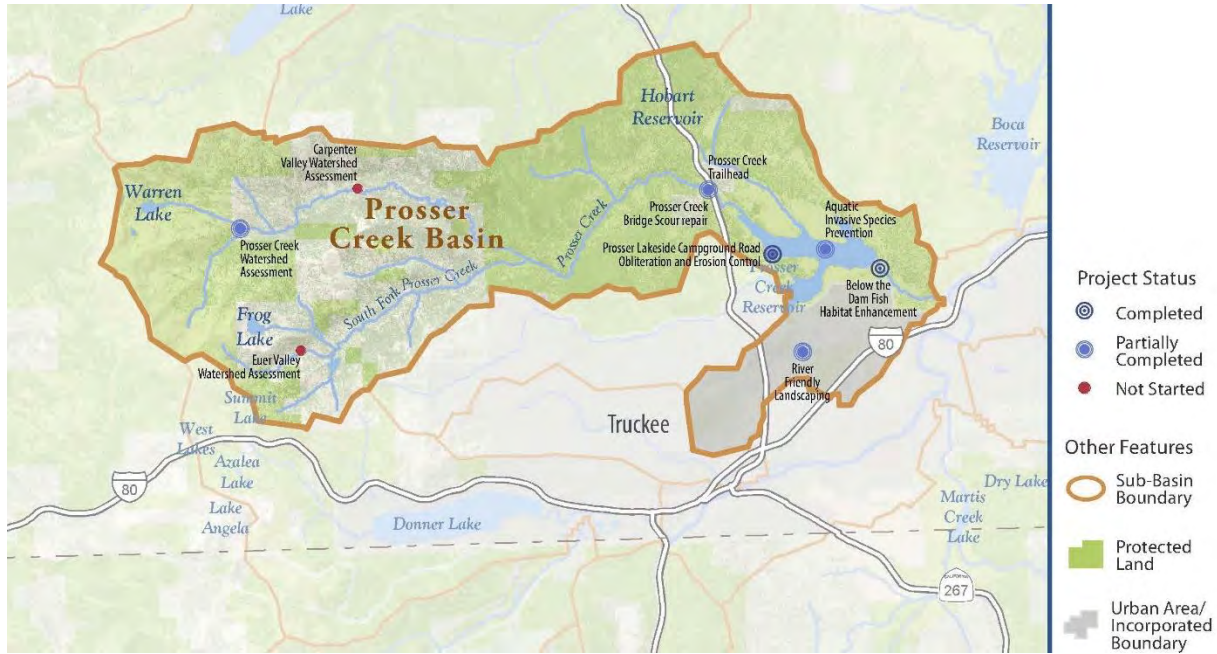 Lake
Hobart
Reservoir
Boca
Reservoir
Carpenter
Valley Watershed
Assessment
Prosser Creek
Trailhead
Warren
Lake
Prosser
Creek Basin
Prosser Creek
Prosser Creek
Bridge Scour repair
Aquatic
Invasive Species
Prevention
Prosser Creek
Watershed
Assessment
Prosser Lakeside Campground Road
Obliteration and Erosion Control
Prosser
Creek
Reservoir
South Fork Prosser Creek
Below the
Dam Fish
Habitat Enhancement
Frog
Lake
Euer Valley
Watershed Assessment
80
River
Friendly
Landscaping
Summit
Lake
Truckee
West
Lakes
Azalea
Lake
80
Lake
Angela
Donner Lake
Dry Lake
Martis
Creek
Lake
CALIFORNIA
267
Project Status
Completed
Partially
Completed
Not Started
Other Features
Sub-Basin
Boundary
Protected
Land
Urban Area/
Incorporated
Boundary